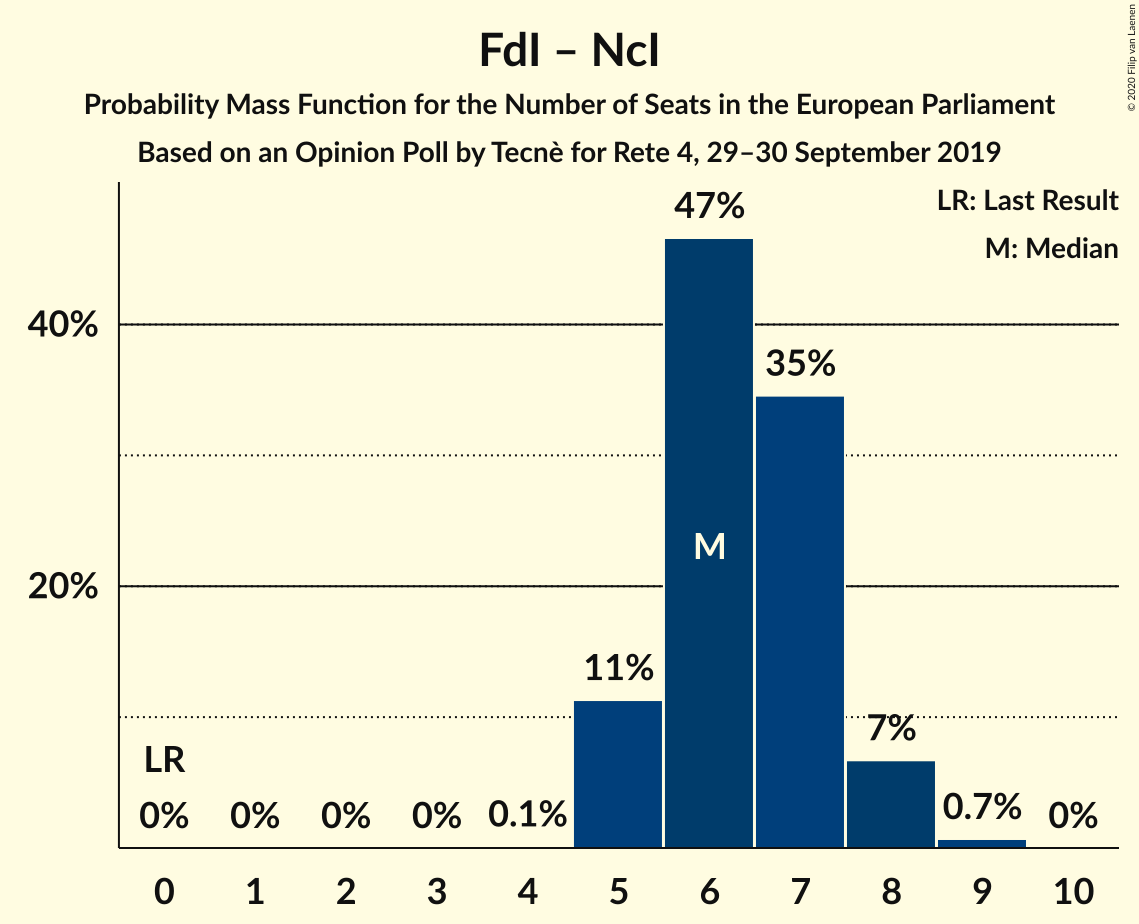 FdI – NcI
Probability Mass Function for the Number of Seats in the European Parliament
Based on an Opinion Poll by Tecnè for Rete 4, 29–30 September 2019
© 2020 Filip van Laenen
LR: Last Result
M: Median
47%
40%
35%
M
20%
11%
7%
LR
0% 0% 0% 0% 0.1% 0.7% 0%
0 1 2 3 4 5 6 7 8 9 10